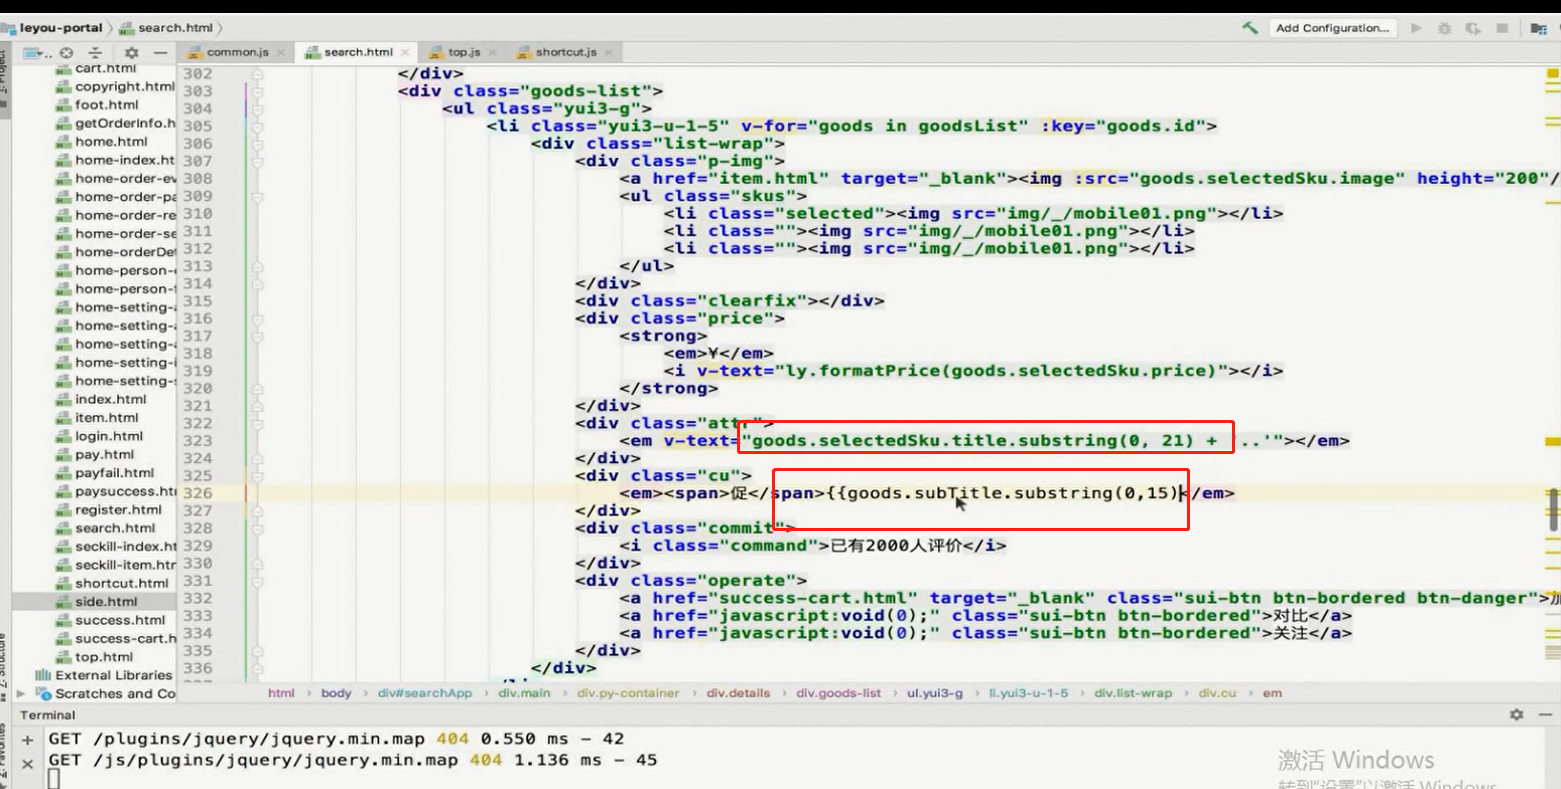 leyou-portal search.html
Add Configuration...
common.js search.html top.js shortcut.js
cart.html
copyright.html
foot.html
getOrderInfo.h
home.html
home-index.ht
home-order-ev
home-order-pa
home-order-re
home-order-se
home-orderDet
home-person-
home-person-
home-setting-
home-setting-
home-setting-
home-setting-i
home-setting-
index.html
item.html
login.html
pay.html
payfail.html
paysuccess.ht
register.html
search.html
seckill-index.ht
seckill-item.htr
shortcut.html
side.html
success.html
success-cart.h
top.html
External Libraries
Scratches and Co
302 </div>
303 <div class="goods-list">
304 <ul class="yui3-g">
305 <li class="yui3-u-1-5" v-for="goods in goodsList" :key="goods.id">
306 <div class="list-wrap">
307 <div class="p-img">
308 <a href="item.html" target="_blank"><img :src="goods.selectedSku.image" height="200"/
309 <ul class="skus">
310 <li class="selected"><img src="img/_/mobile01.png"></li>
311 <li class=""><img src="img/_/mobile01.png"></li>
312 <li class=""><img src="img/_/mobile01.png"></li>
313 </ul>
314 </div>
315 <div class="clearfix"></div>
316 <div class="price">
317 <strong>
318 <em>¥</em>
319 <i v-text="ly.formatPrice(goods.selectedSku.price)"></i>
320 </strong>
321 </div>
322 <div class="attr">
323 <em v-text="goods.selectedSku.title.substring(0, 21) + '..'"></em>
324 </div>
325 <div class="cu">
326 <em><span>促</span>{{goods.subTitle.substring(0,15)</em>
327 </div>
328 <div class="commit">
329 <i class="command">已有2000人评价</i>
330 </div>
331 <div class="operate">
332 <a href="success-cart.html" target="_blank" class="sui-btn btn-bordered btn-danger">加
333 <a href="javascript:void(0);" class="sui-btn btn-bordered">对比</a>
334 <a href="javascript:void(0);" class="sui-btn btn-bordered">关注</a>
335 </div>
336 </div>
html body div#searchApp div.main div.py-container div.details div.goods-list ul.yui3-g li.yui3-u-1-5 div.list-wrap div.cu em
Terminal
GET /plugins/jquery/jquery.min.map 404 0.550 ms - 42
GET /js/plugins/jquery/jquery.min.map 404 1.136 ms - 45
激活 Windows
转到"设置"以激活 Windows